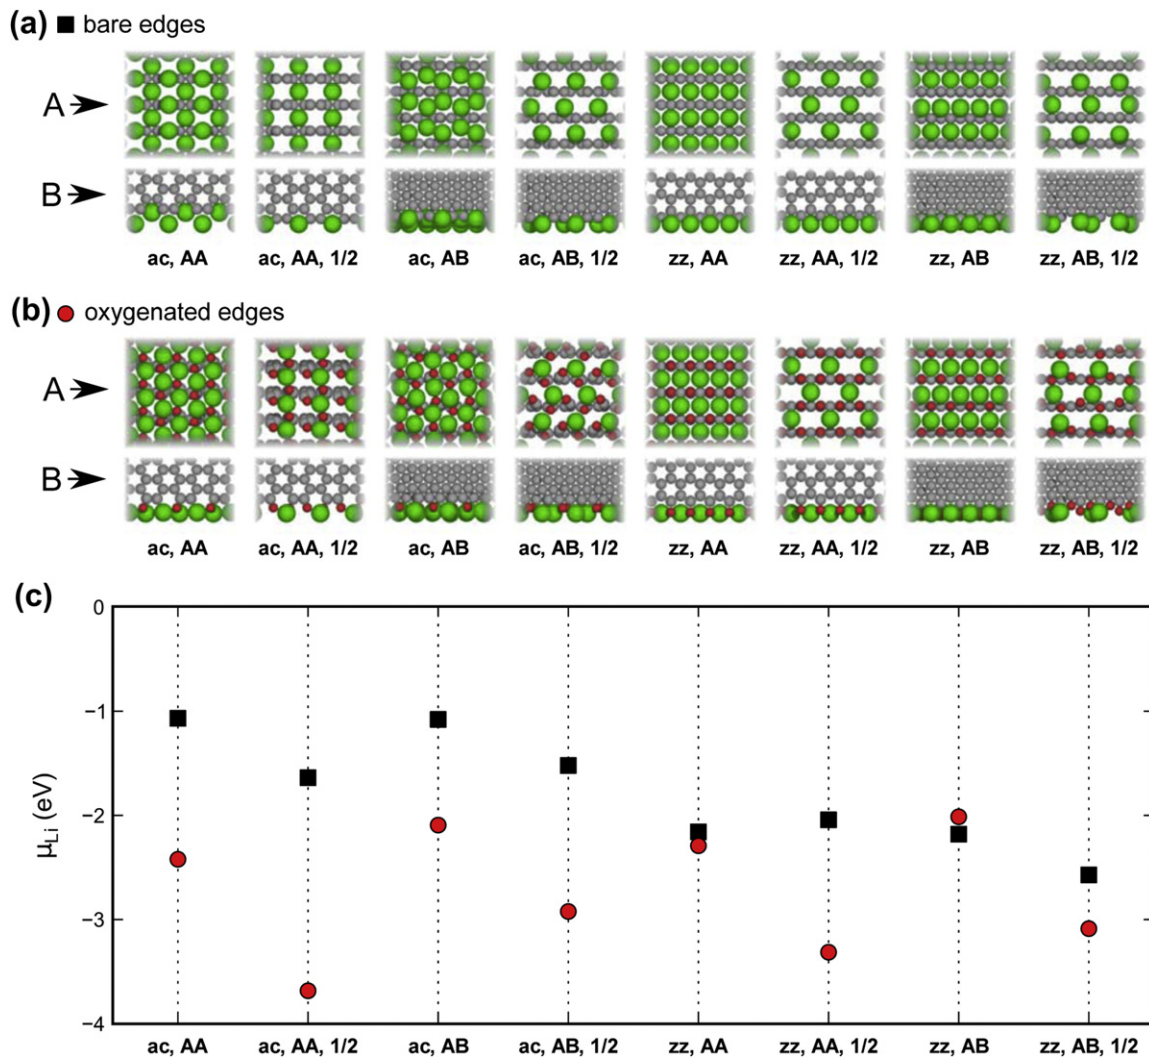 (a) ■ bare edges
A
B
ac, AA ac, AA, 1/2 ac, AB ac, AB, 1/2 zz, AA zz, AA, 1/2 zz, AB zz, AB, 1/2
(b) ● oxygenated edges
A
B
ac, AA ac, AA, 1/2 ac, AB ac, AB, 1/2 zz, AA zz, AA, 1/2 zz, AB zz, AB, 1/2
(c)
0
−1
−2
−3
−4
μLi (eV)
ac, AA ac, AA, 1/2 ac, AB ac, AB, 1/2 zz, AA zz, AA, 1/2 zz, AB zz, AB, 1/2